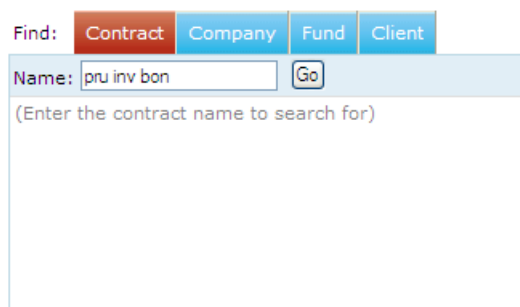 Find: Contract Company Fund Client
Name: pru inv bon Go
(Enter the contract name to search for)